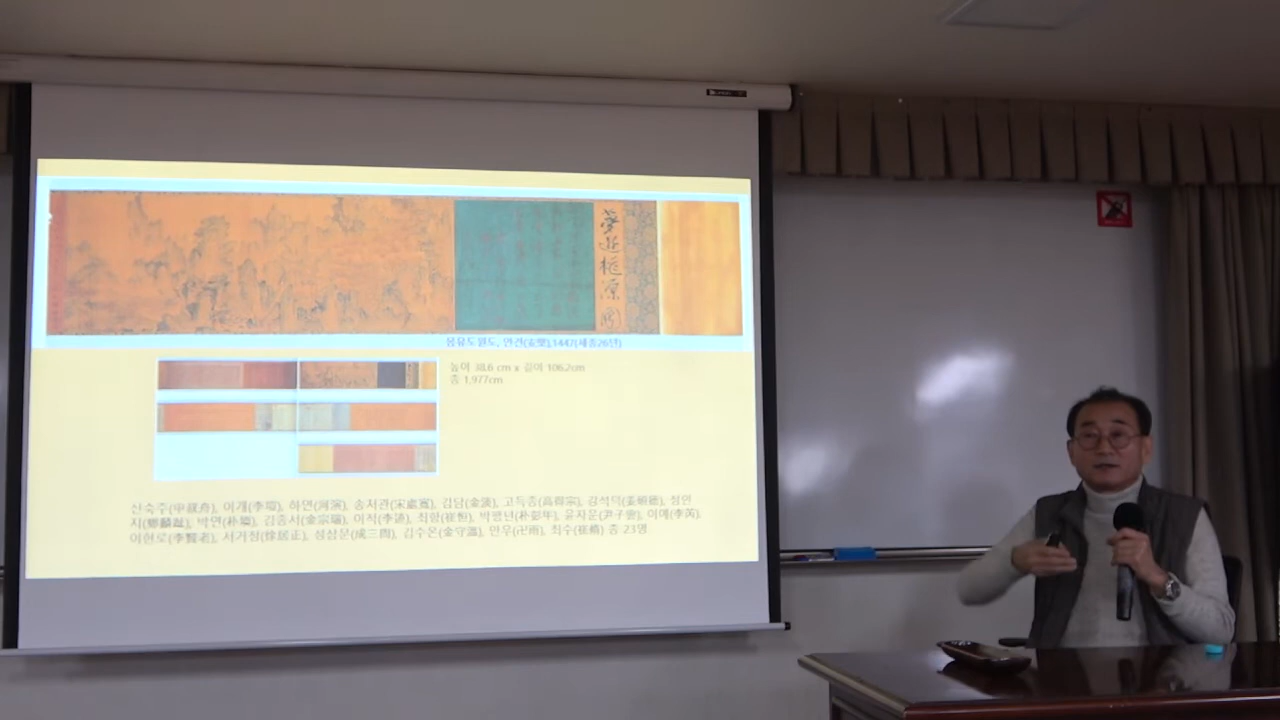 夢遊桃源圖
몽유도원도, 안견(安堅),1447(세종26년)
높이 38.6 cm x 길이 106.2cm
총 1,977cm
신숙주(申叔舟), 이개(李塏), 하연(河演), 송처관(宋處寬), 김담(金淡), 고득종(高得宗), 강석덕(姜碩德), 정인
지(鄭麟趾), 박연(朴堧), 김종서(金宗瑞), 이적(李迹), 최항(崔恒), 박팽년(朴彭年), 윤자운(尹子雲), 이예(李芮),
이현로(李賢老), 서거정(徐居正), 성삼문(成三問), 김수온(金守溫), 만우(卍雨), 최수(崔脩) 총 23명